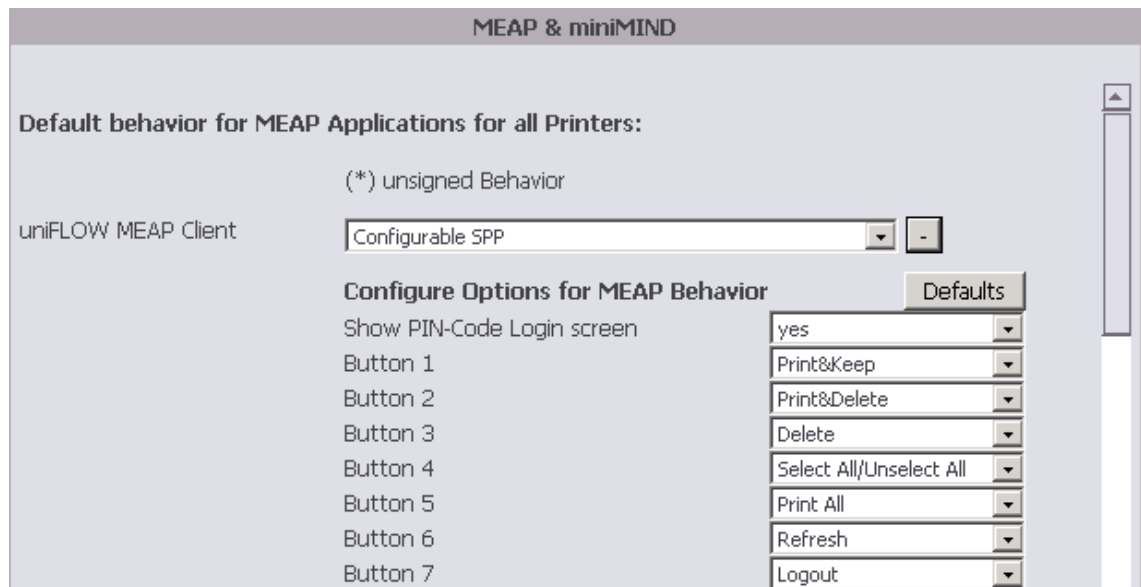 MEAP & miniMIND
Default behavior for MEAP Applications for all Printers:
(*) unsigned Behavior
uniFLOW MEAP Client Configurable SPP -
Configure Options for MEAP Behavior Defaults
Show PIN-Code Login screen yes
Button 1 Print&Keep
Button 2 Print&Delete
Button 3 Delete
Button 4 Select All/Unselect All
Button 5 Print All
Button 6 Refresh
Button 7 Logout